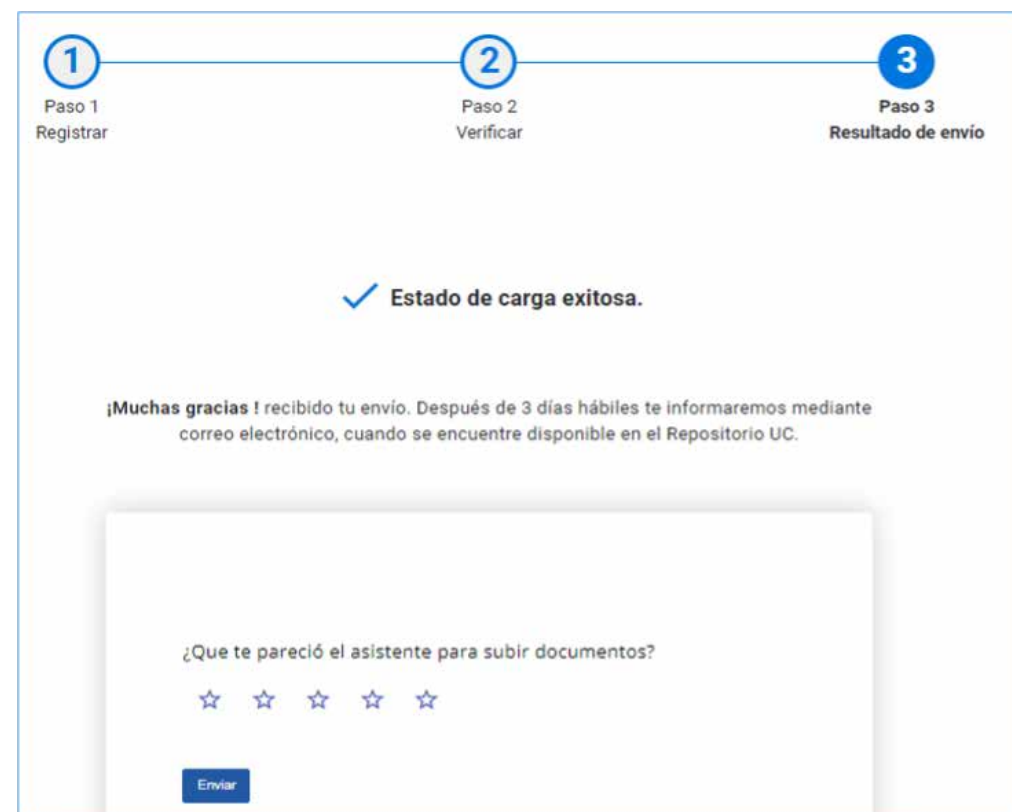 1
Paso 1
Registrar
2
Paso 2
Verificar
3
Paso 3
Resultado de envío
Estado de carga exitosa.
¡Muchas gracias ! recibido tu envío. Después de 3 días hábiles te informaremos mediante
correo electrónico, cuando se encuentre disponible en el Repositorio UC.
¿Que te pareció el asistente para subir documentos?
Enviar